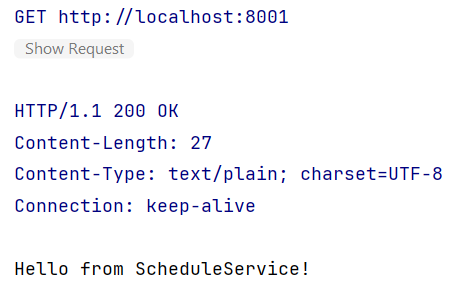 GET http://localhost:8001
Show Request
HTTP/1.1 200 OK
Content-Length: 27
Content-Type: text/plain; charset=UTF-8
Connection: keep-alive
Hello from ScheduleService!